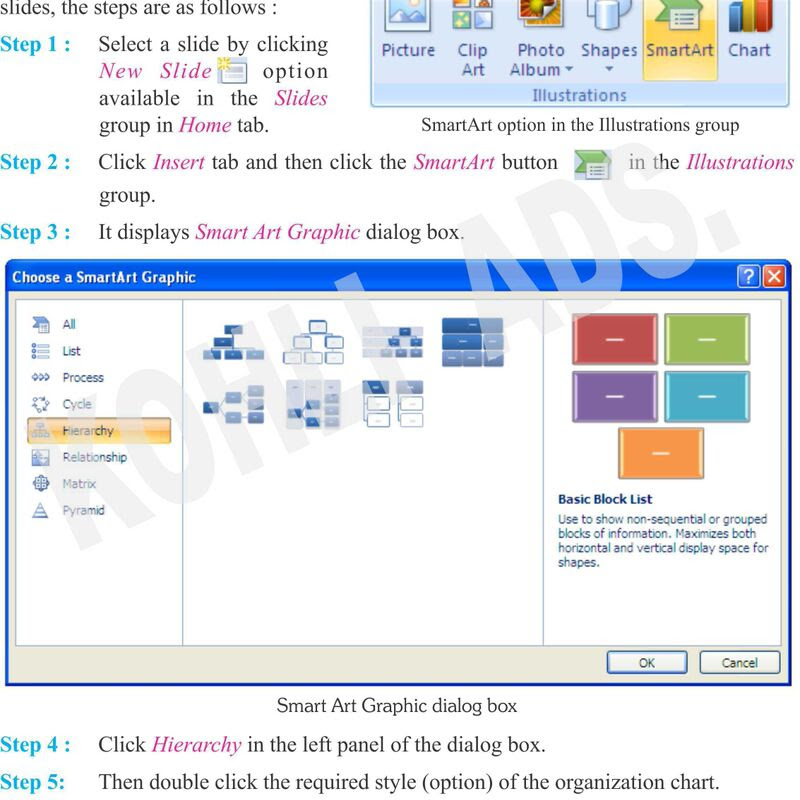 slides, the steps are as follows :
Step 1 : Select a slide by clicking
New Slide option
available in the Slides
group in Home tab.
Picture Clip Art Photo Album Shapes SmartArt Chart
Illustrations
SmartArt option in the Illustrations group
Step 2 : Click Insert tab and then click the SmartArt button in the Illustrations
group.
Step 3 : It displays Smart Art Graphic dialog box.
Choose a SmartArt Graphic
All
List
Process
Cycle
Hierarchy
Relationship
Matrix
Pyramid
Basic Block List
Use to show non-sequential or grouped
blocks of information. Maximizes both
horizontal and vertical display space for
shapes.
OK Cancel
Smart Art Graphic dialog box
Step 4 : Click Hierarchy in the left panel of the dialog box.
Step 5: Then double click the required style (option) of the organization chart.
KOHLI ADS.